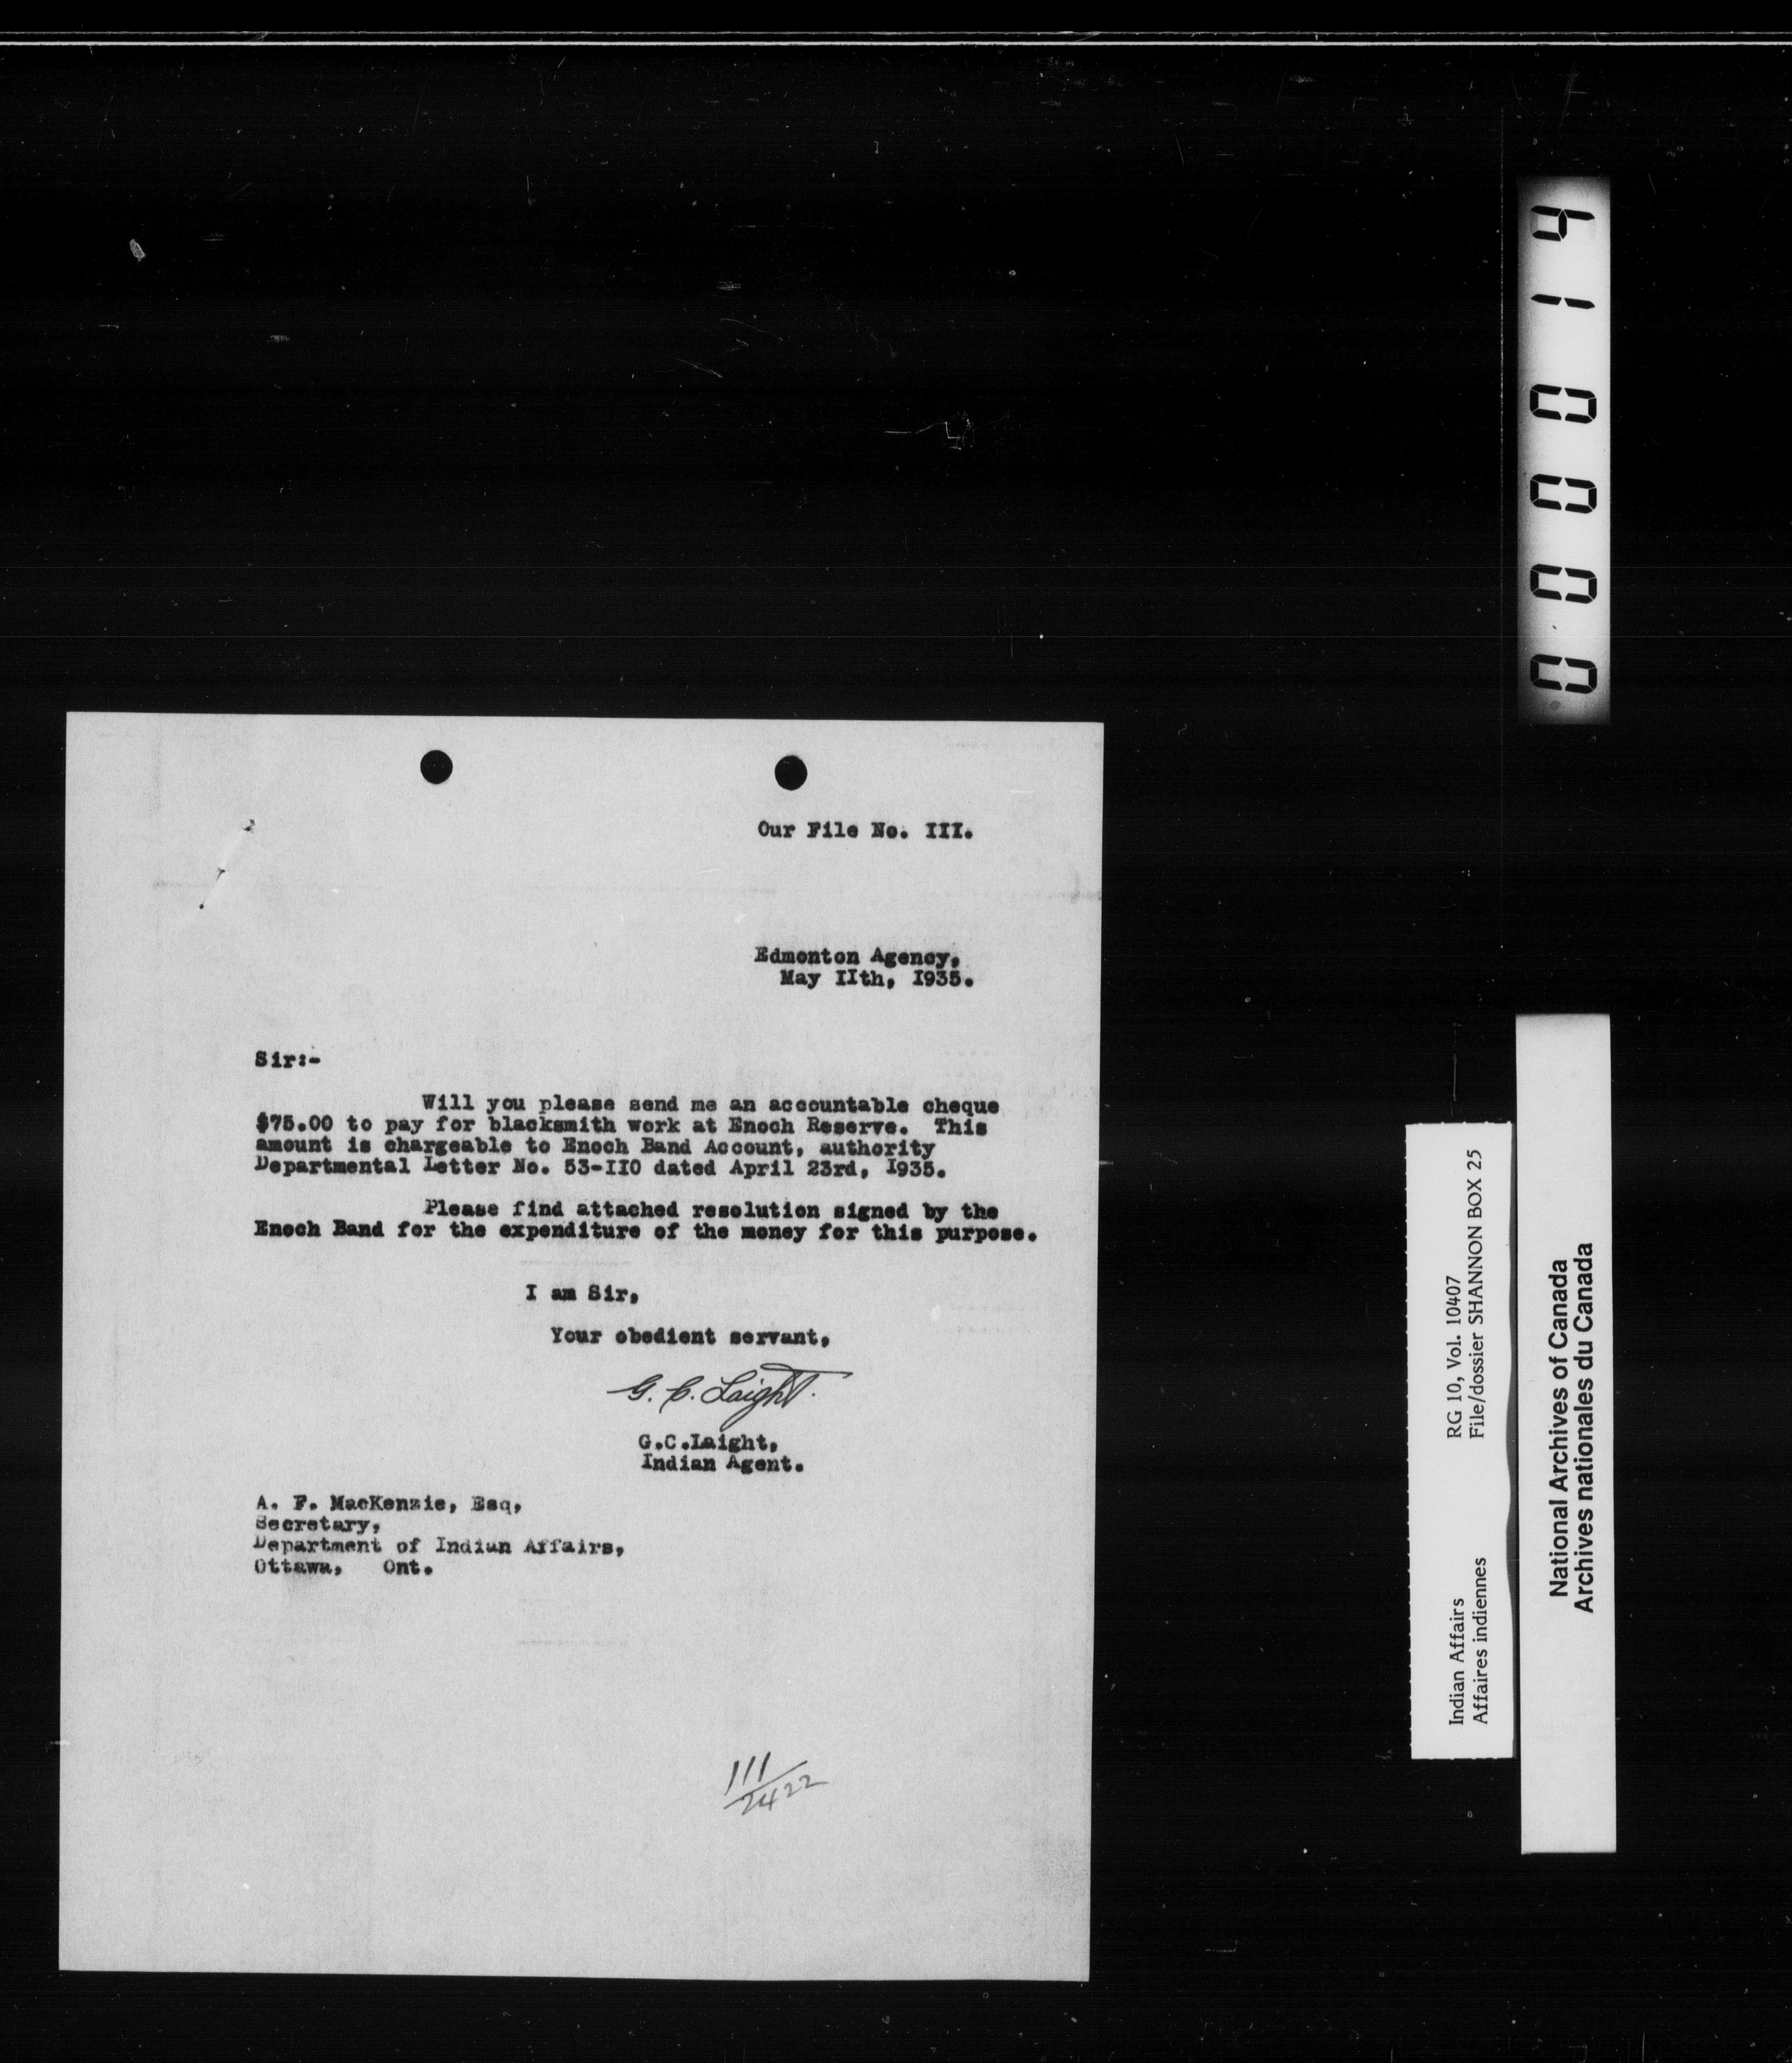 Our File No. III.
Edmonton Agency,
May IIth, I935.
Sir:-
Will you please send me an accountable cheque
$75.00 to pay for blacksmith work at Enoch Reserve. This
amount is chargeable to Enoch Band Account, authority
Departmental Letter No. 53-IIO dated April 23rd, I935.
Please find attached resolution signed by the
Enoch Band for the expenditure of the money for this purpose.
I am Sir,
Your obedient servant,
G. C. Laight.
G.C.Laight,
Indian Agent.
A. F. MacKenzie, Esq,
Secretary,
Department of Indian Affairs,
Ottawa, Ont.
111
2422
000014
Indian Affairs RG 10, Vol. 10407
Affaires indiennes File/dossier SHANNON BOX 25
National Archives of Canada
Archives nationales du Canada